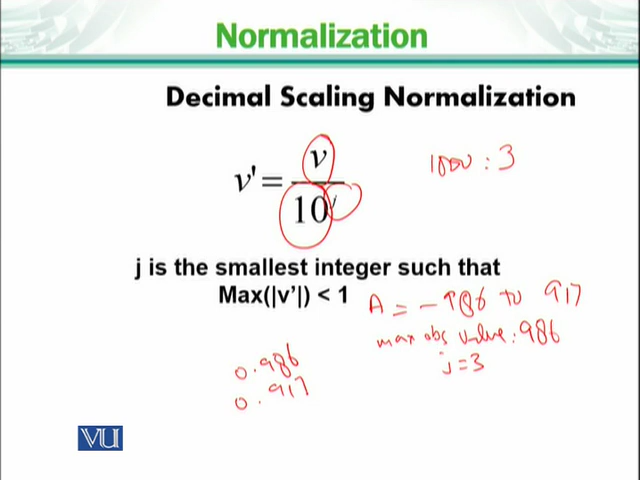 Normalization
Decimal Scaling Normalization
v' = v / 10^j
1000 : 3
j is the smallest integer such that
Max(|v'|) < 1
A = -986 to 917
max abs value : 986
j=3
0.986
0.917
VU